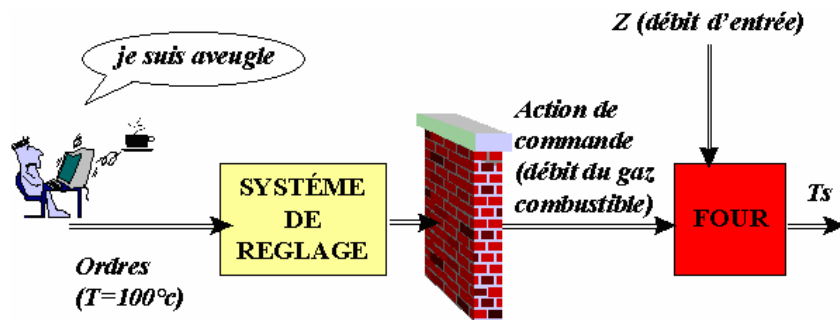 Z (débit d'entrée)
je suis aveugle
Action de
commande
(débit du gaz
combustible)
SYSTÉME
DE
REGLAGE
FOUR
Ts
Ordres
(T=100°c)